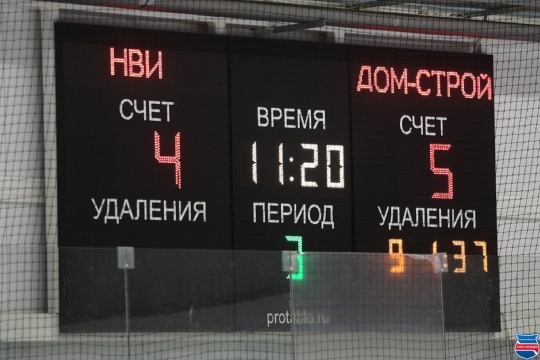 НВИ
ДОМ-СТРОЙ
СЧЕТ
ВРЕМЯ
СЧЕТ
4
11:20
5
УДАЛЕНИЯ
ПЕРИОД
УДАЛЕНИЯ
3
9 1:37
protablo.ru